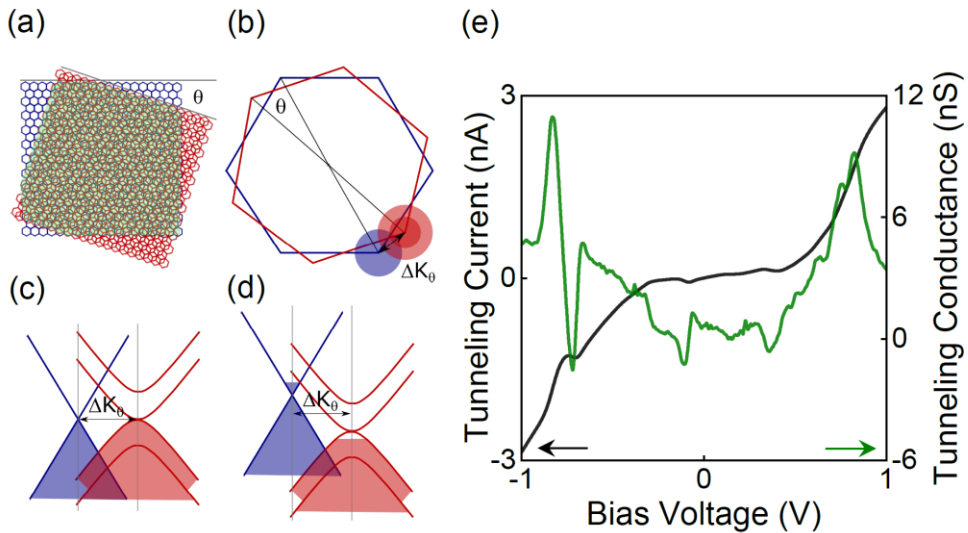 (a)
θ
(b)
θ
ΔKθ
(c)
ΔKθ
(d)
ΔKθ
(e)
Tunneling Current (nA)
3
0
-3
12
6
0
-6
Tunneling Conductance (nS)
-1
0
1
Bias Voltage (V)